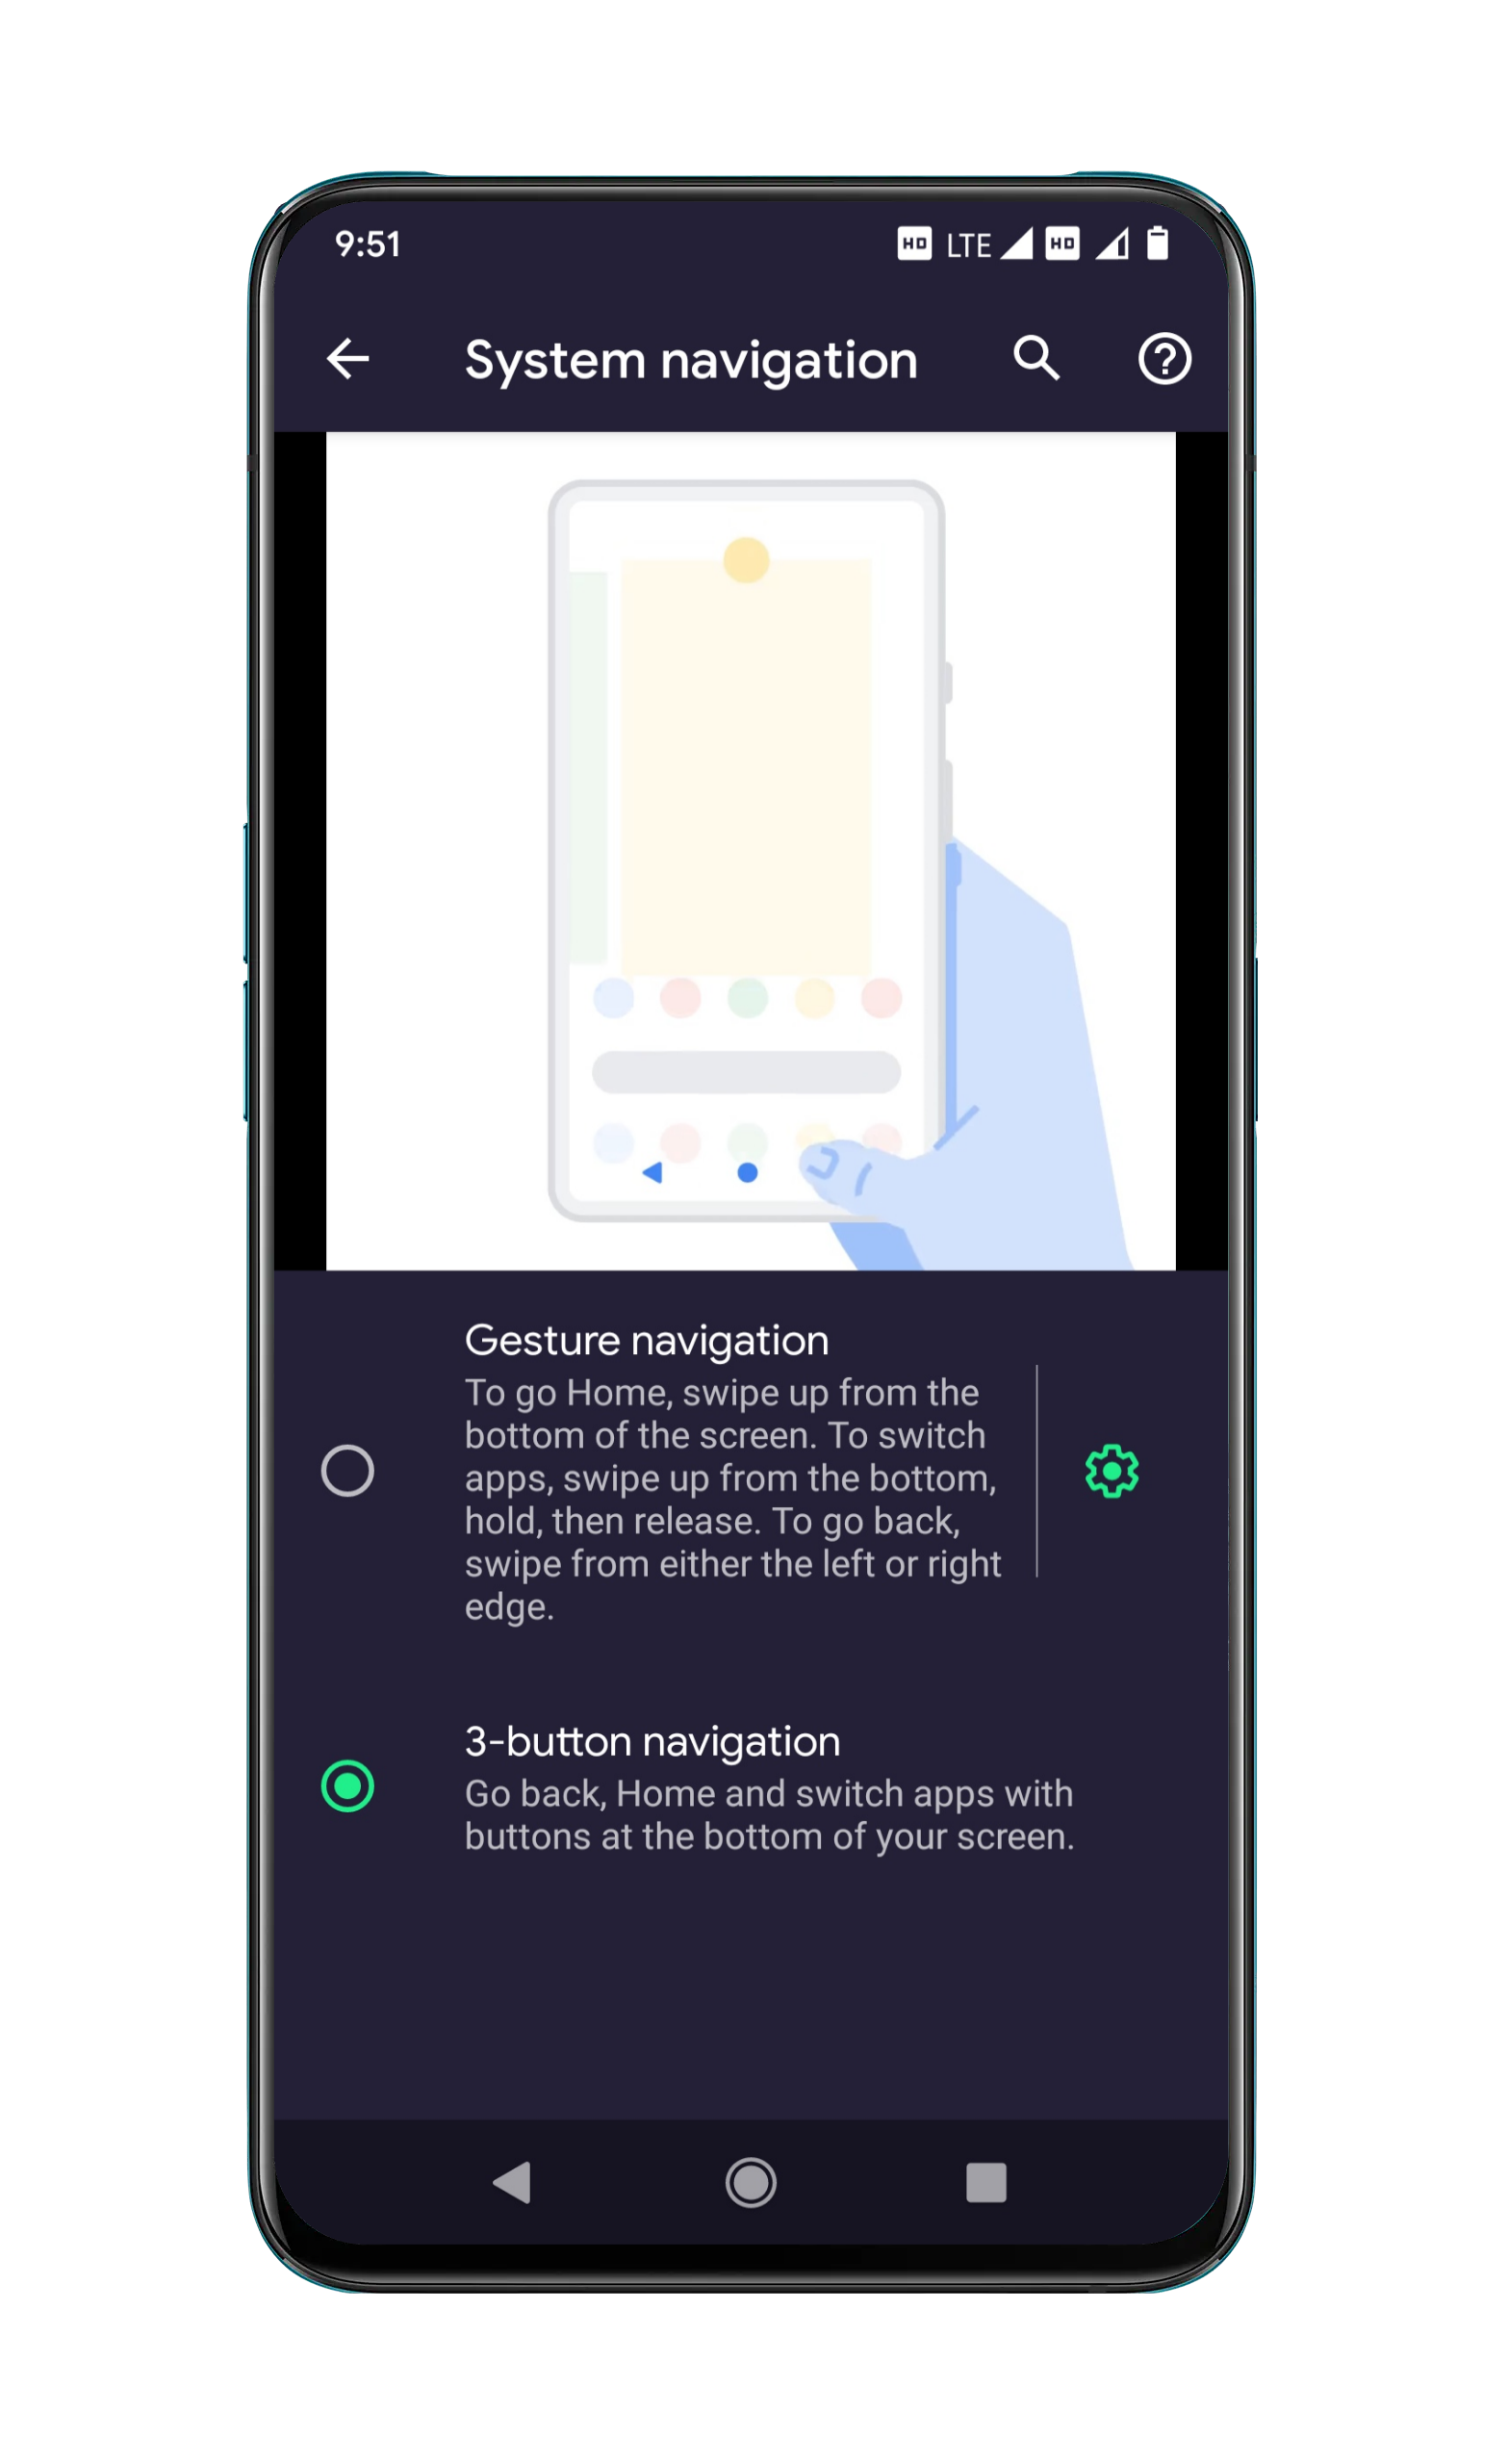 9:51 HD LTE HD
System navigation
Gesture navigation
To go Home, swipe up from the
bottom of the screen. To switch
apps, swipe up from the bottom,
hold, then release. To go back,
swipe from either the left or right
edge.
3-button navigation
Go back, Home and switch apps with
buttons at the bottom of your screen.